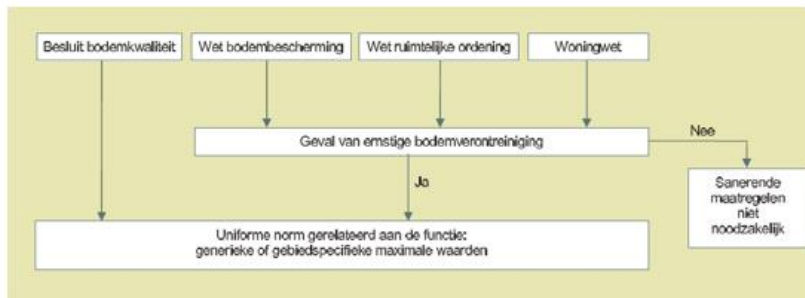 Besluit bodemkwaliteit
Wet bodembescherming
Wet ruimtelijke ordening
Woningwet
Geval van ernstige bodemverontreiniging
Nee
Ja
Sanerende
maatregelen
niet
noodzakelijk
Uniforme norm gerelateerd aan de functie:
generieke of gebiedspecifieke maximale waarden